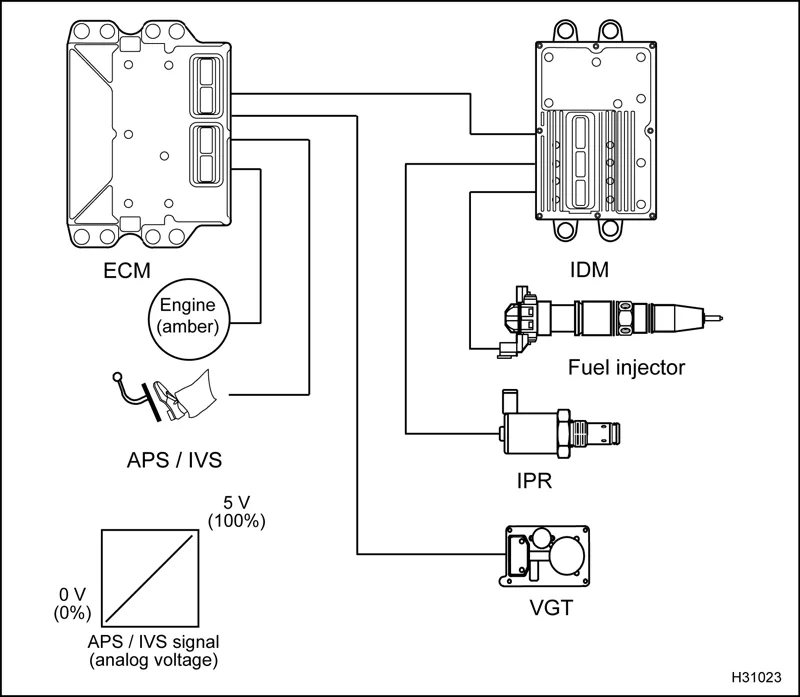 ECM
IDM
Engine
(amber)
Fuel injector
APS / IVS
IPR
5 V
(100%)
0 V
(0%)
VGT
APS / IVS signal
(analog voltage)
H31023